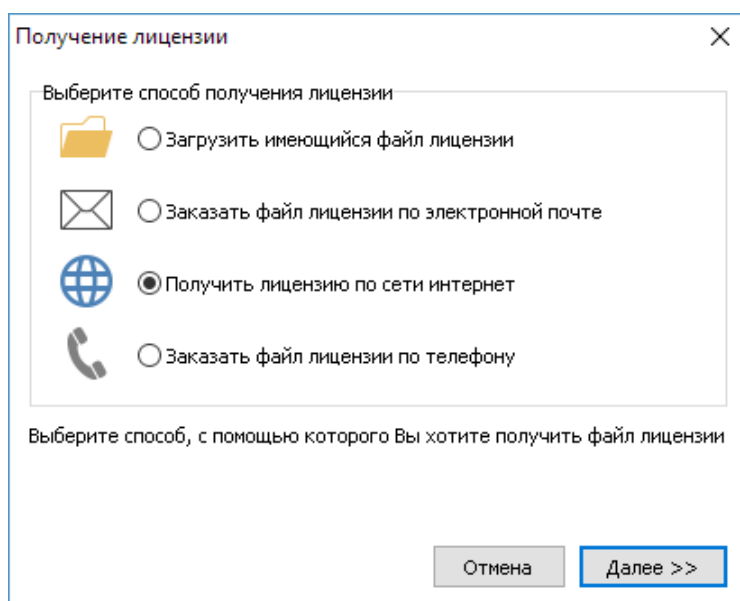 Получение лицензии
Выберите способ получения лицензии
Загрузить имеющийся файл лицензии
Заказать файл лицензии по электронной почте
Получить лицензию по сети интернет
Заказать файл лицензии по телефону
Выберите способ, с помощью которого Вы хотите получить файл лицензии
Отмена
Далее >>